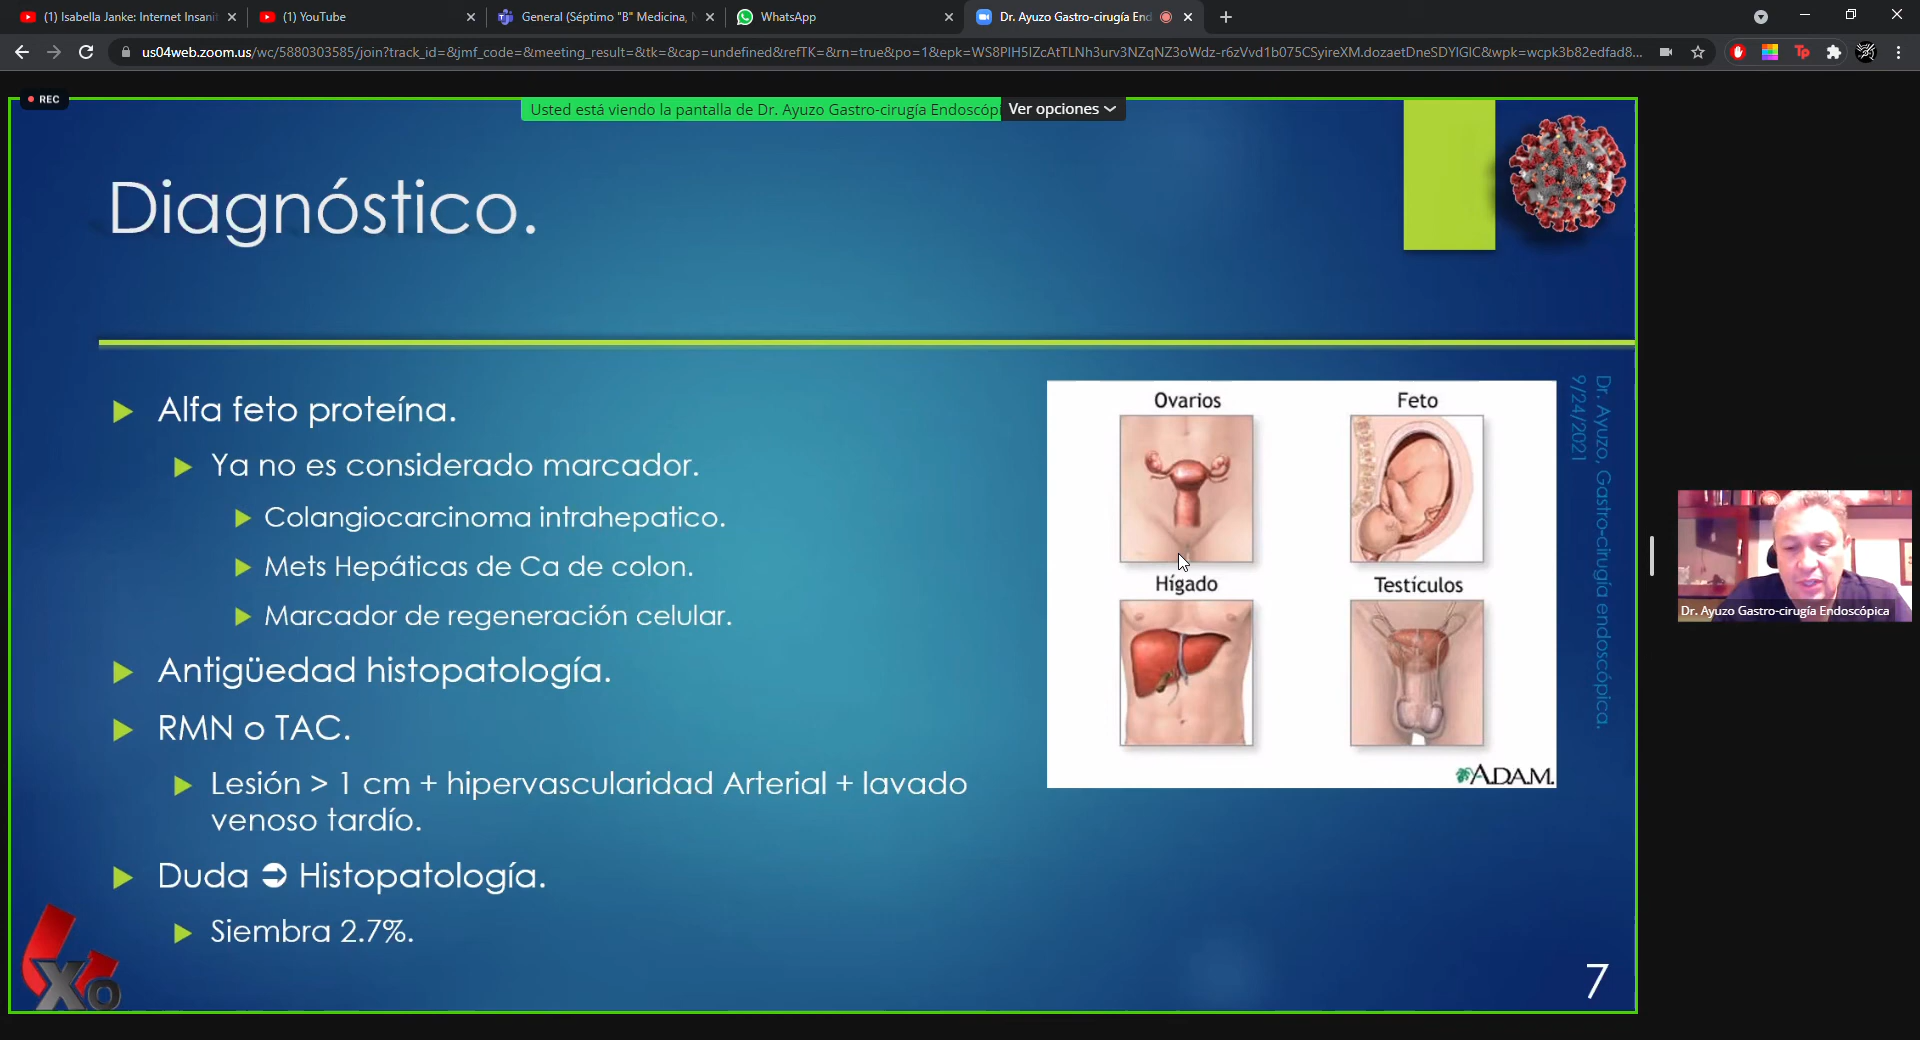 (1) Isabella Janke: Internet Insanit
(1) YouTube
General (Séptimo "B" Medicina, N
WhatsApp
Dr. Ayuzo Gastro-cirugía End
us04web.zoom.us/wc/5880303585/join?track_id=&jmf_code=&meeting_result=&tk=&cap=undefined&refTK=&rn=true&po=1&epk=WS8PIH5IZcAtTLNh3urv3NZqNZ3oWdz-r6zVvd1b075CSyireXM.dozaetDneSDYlGIC&wpk=wcpk3b82edfad8...
REC
Usted está viendo la pantalla de Dr. Ayuzo Gastro-cirugía Endoscópi
Ver opciones
Diagnóstico.
Alfa feto proteína.
Ya no es considerado marcador.
Colangiocarcinoma intrahepatico.
Mets Hepáticas de Ca de colon.
Marcador de regeneración celular.
Antigüedad histopatología.
RMN o TAC.
Lesión > 1 cm + hipervascularidad Arterial + lavado
venoso tardío.
Duda ➲ Histopatología.
Siembra 2.7%.
Ovarios
Feto
Hígado
Testículos
A.D.A.M.
Dr. Ayuzo, Gastro-cirugía endoscópica.
9/24/2021
Xo
7
Dr. Ayuzo Gastro-cirugía Endoscópica